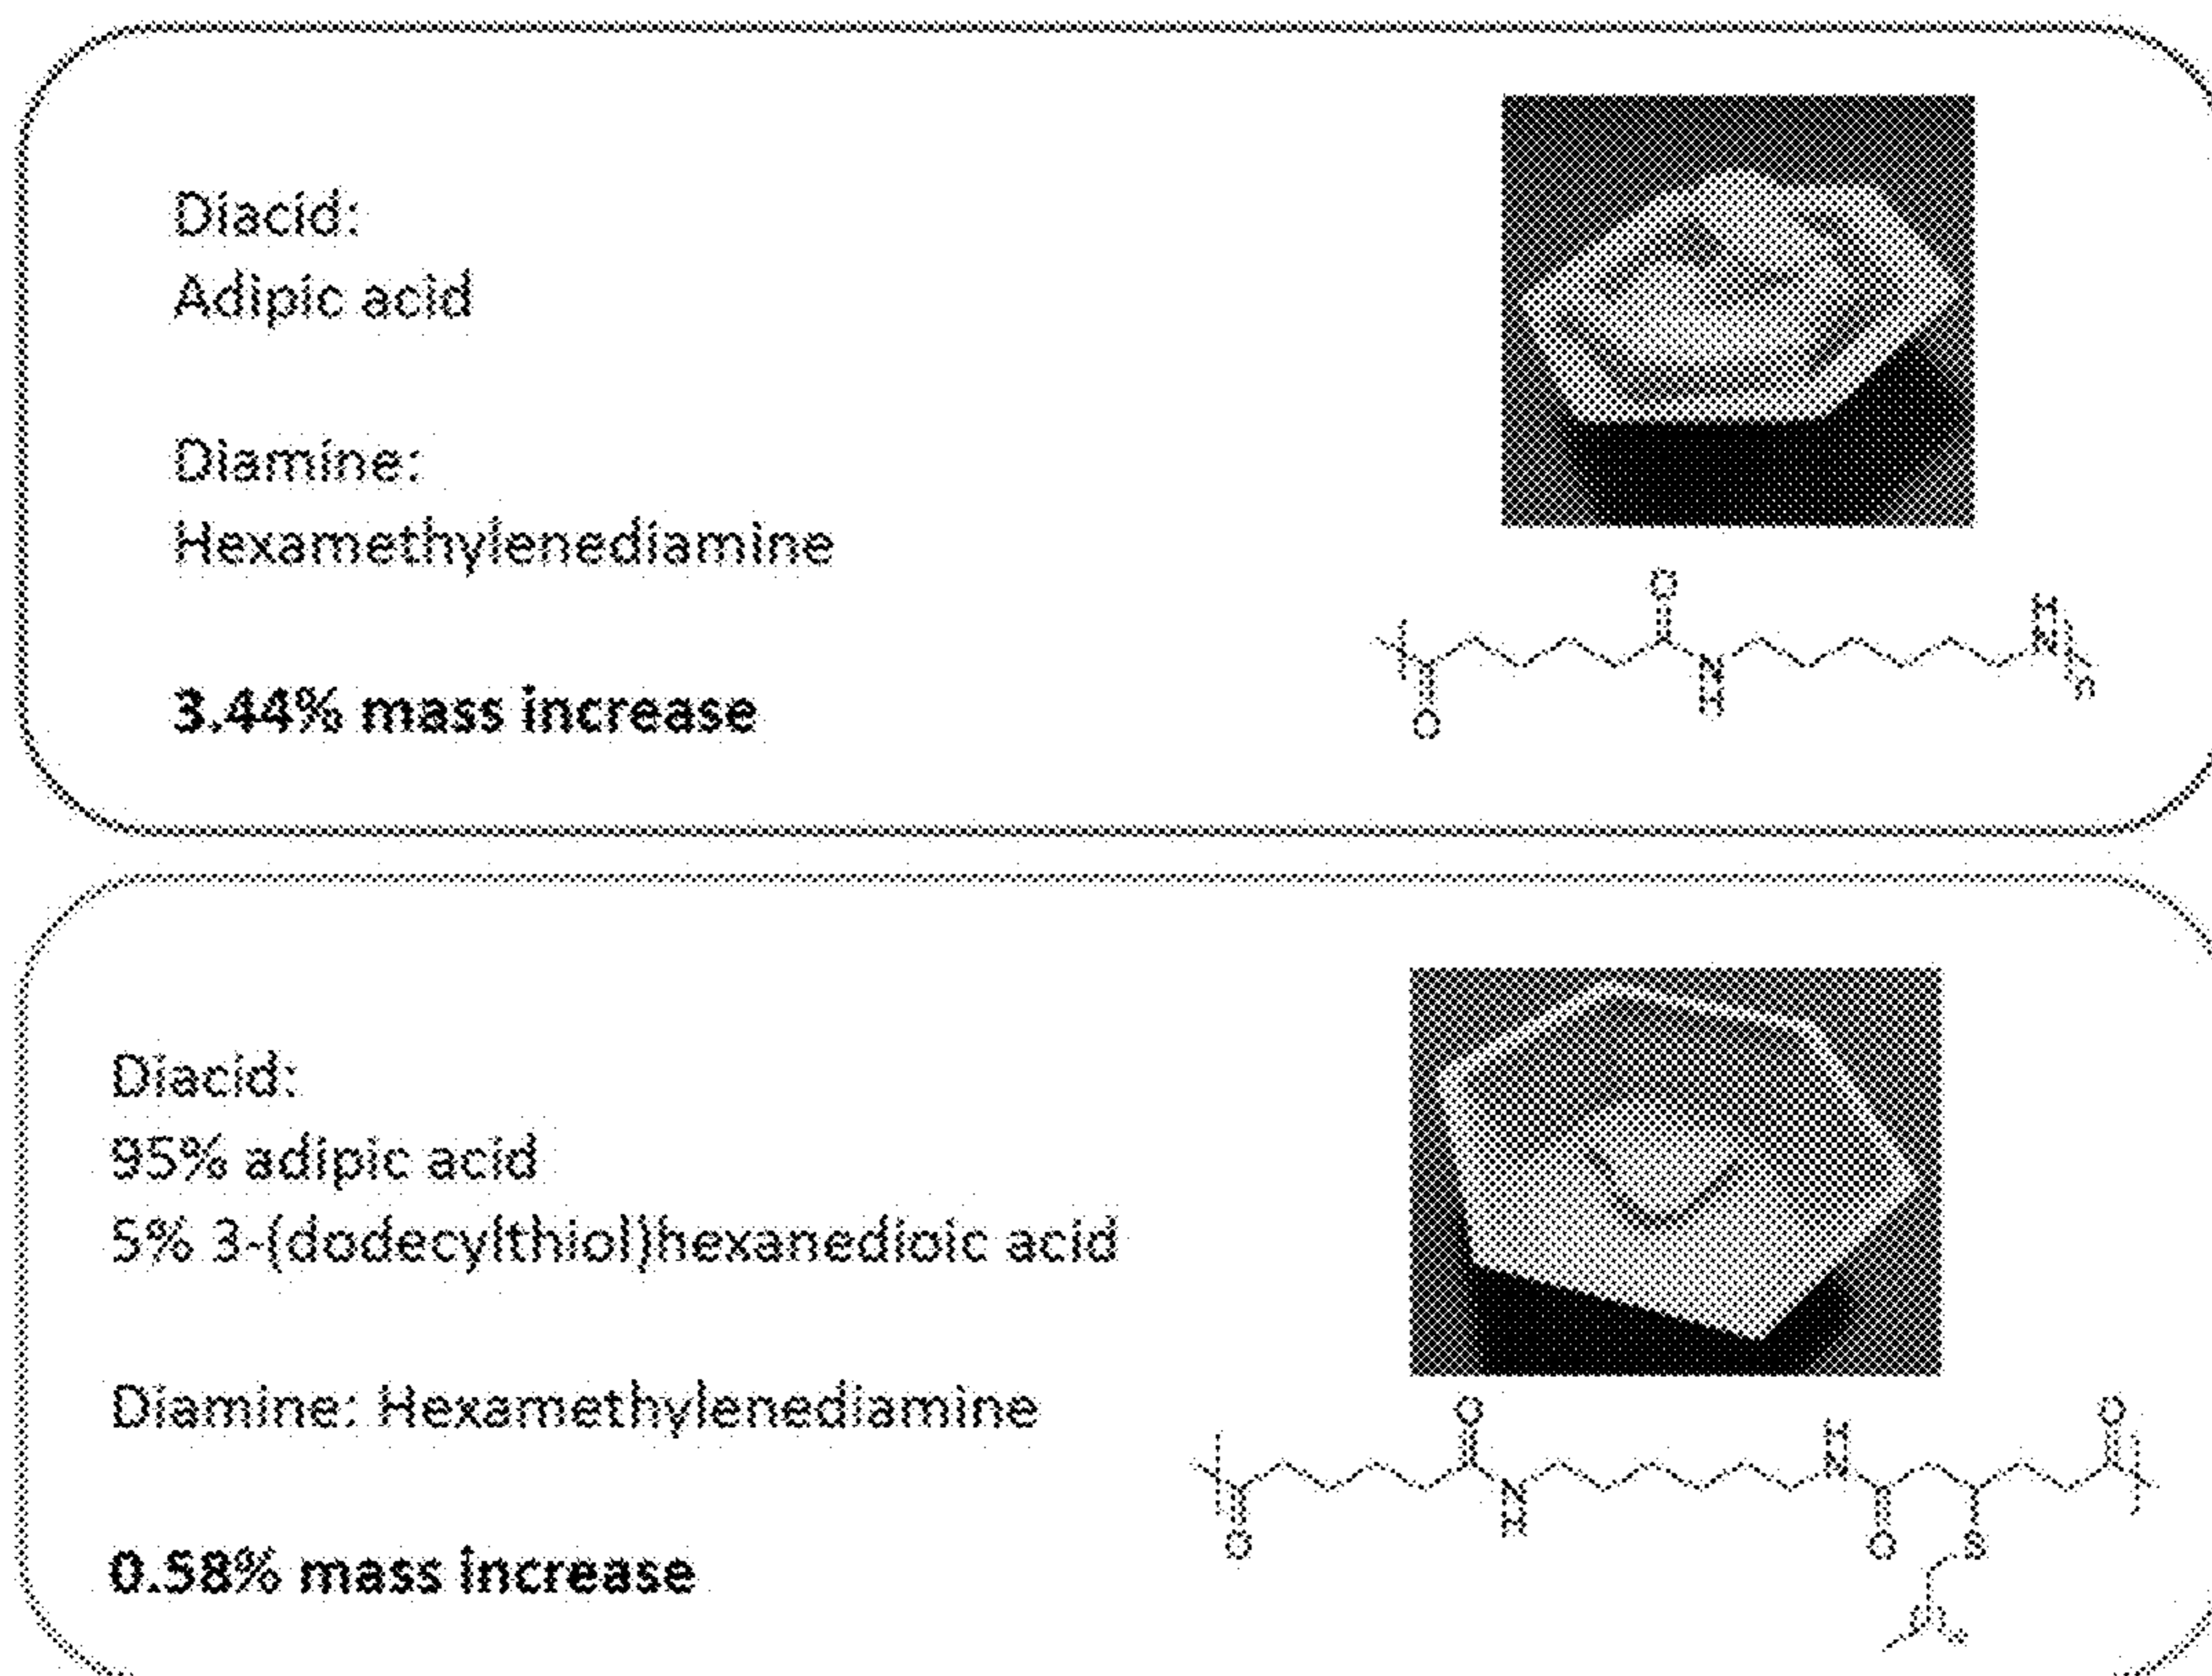 Diacid:
Adipic acid
Diamine:
Hexamethylenediamine
3.44% mass increase
O
H
N
N
H
n
O
Diacid:
95% adipic acid
5% 3-(dodecylthiol)hexanedioic acid
Diamine: Hexamethylenediamine
0.58% mass increase
O
H
N
O
O
N
H
O
S